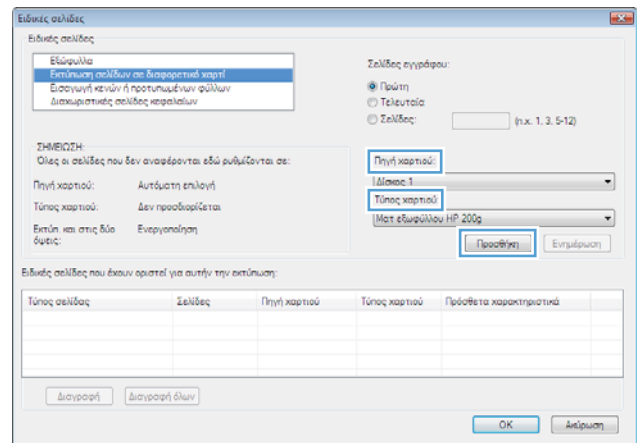 Ειδικές σελίδες
Ειδικές σελίδες
Εξώφυλλα
Εκτύπωση σελίδων σε διαφορετικό χαρτί
Εισαγωγή κενών ή προτυπωμένων φύλλων
Διαχωριστικές σελίδες κεφαλαίων
Σελίδες εγγράφου:
Πρώτη
Τελευταία
Σελίδες:
(π.χ. 1, 3, 5-12)
ΣΗΜΕΙΩΣΗ:
Όλες οι σελίδες που δεν αναφέρονται εδώ ρυθμίζονται σε:
Πηγή χαρτιού: Αυτόματη επιλογή
Τύπος χαρτιού: Δεν προσδιορίζεται
Εκτύπ. και στις δύο όψεις: Ενεργοποίηση
Πηγή χαρτιού:
Δίσκος 1
Τύπος χαρτιού:
Ματ εξωφύλλου HP 200g
Προσθήκη Ενημέρωση
Ειδικές σελίδες που έχουν οριστεί για αυτήν την εκτύπωση:
Τύπος σελίδας Σελίδες Πηγή χαρτιού Τύπος χαρτιού Πρόσθετα χαρακτηριστικά
Διαγραφή Διαγραφή όλων
OK Ακύρωση